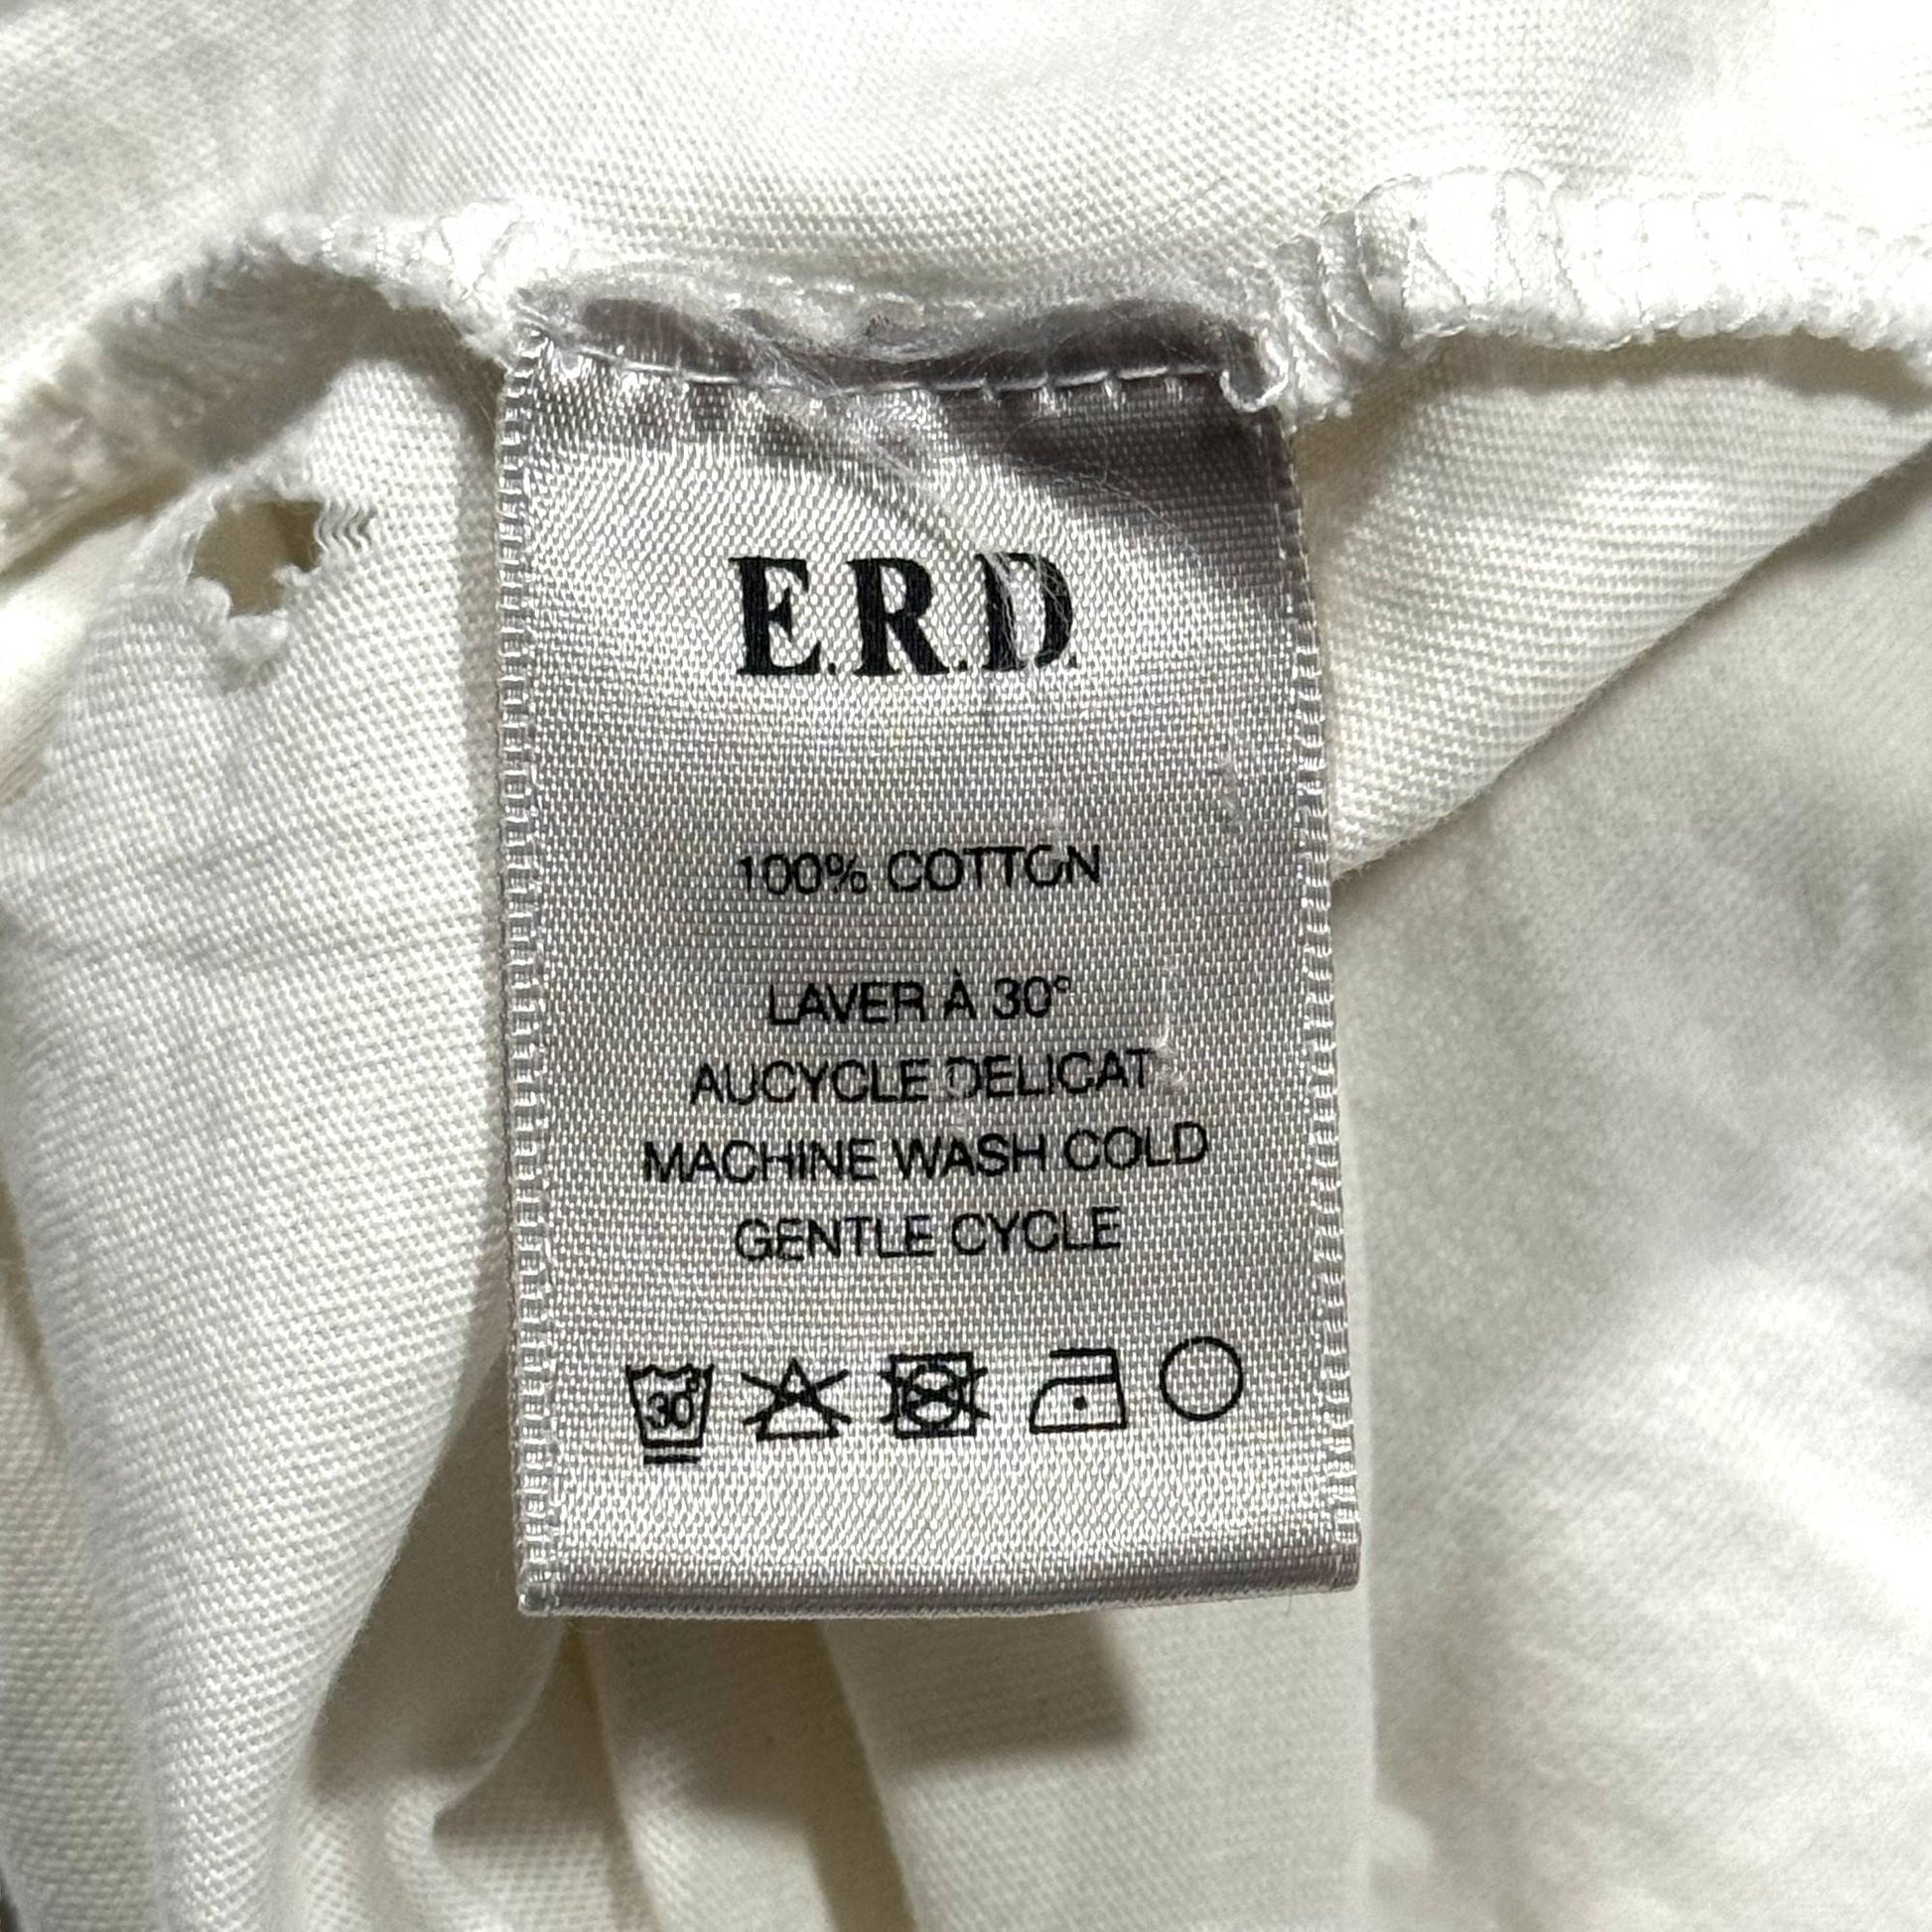 E.R.D.
100% COTTON
LAVER À 30°
AUCYCLE DELICAT
MACHINE WASH COLD
GENTLE CYCLE
30°